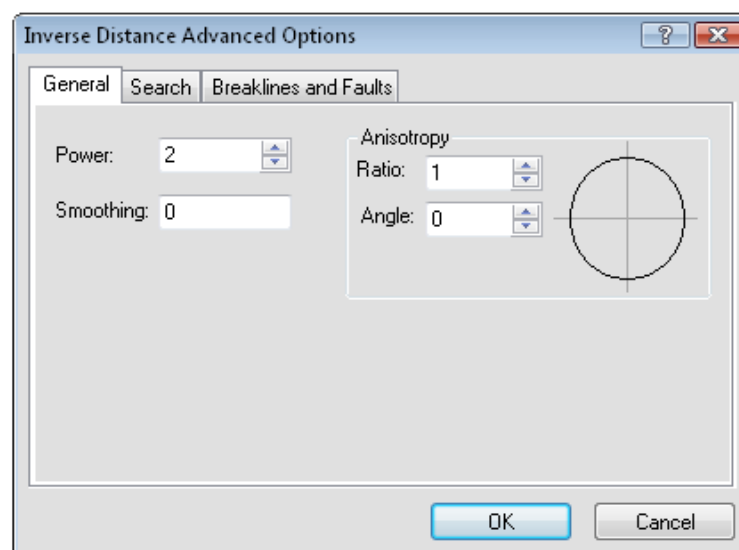 Inverse Distance Advanced Options
General Search Breaklines and Faults
Power: 2
Smoothing: 0
Anisotropy
Ratio: 1
Angle: 0
OK Cancel